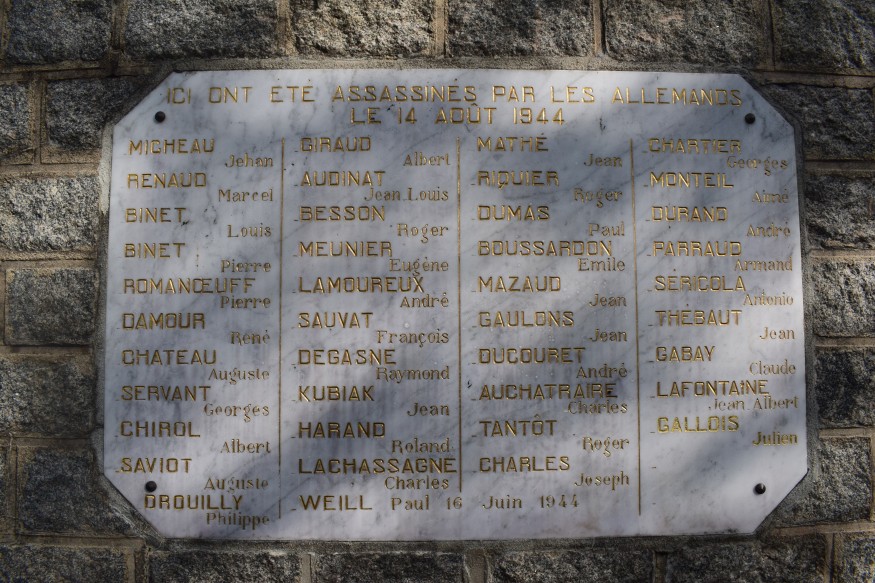 ICI ONT ETE ASSASSINÉS PAR LES ALLEMANDS
LE 14 AOÛT 1944
MICHEAU Jehan
RENAUD Marcel
BINET Louis
BINET Pierre
ROMANŒUFF Pierre
DAMOUR René
CHATEAU Auguste
SERVANT Georges
CHIROL Albert
SAVIOT Auguste
DROUILLY Philippe
GIRAUD Albert
AUDINAT Jean Louis
BESSON Roger
MEUNIER Eugène
LAMOUREUX André
SAUVAT François
DEGASNE Raymond
KUBIAK Jean
HARAND Roland
LACHASSAGNE Charles
WEILL Paul 16 Juin 1944
MATHÉ Jean
RIQUIER Roger
DUMAS Paul
BOUSSARDON Emile
MAZAUD Jean
GAULONS Jean
DUCOURET André
AUCHATRAIRE Charles
TANTÔT Roger
CHARLES Joseph
CHARTIER Georges
MONTEIL Aimé
DURAND André
PARRAUD Armand
SERICOLA Antonio
THEBAUT Jean
GABAY Claude
LAFONTAINE Jean Albert
GALLOIS Julien